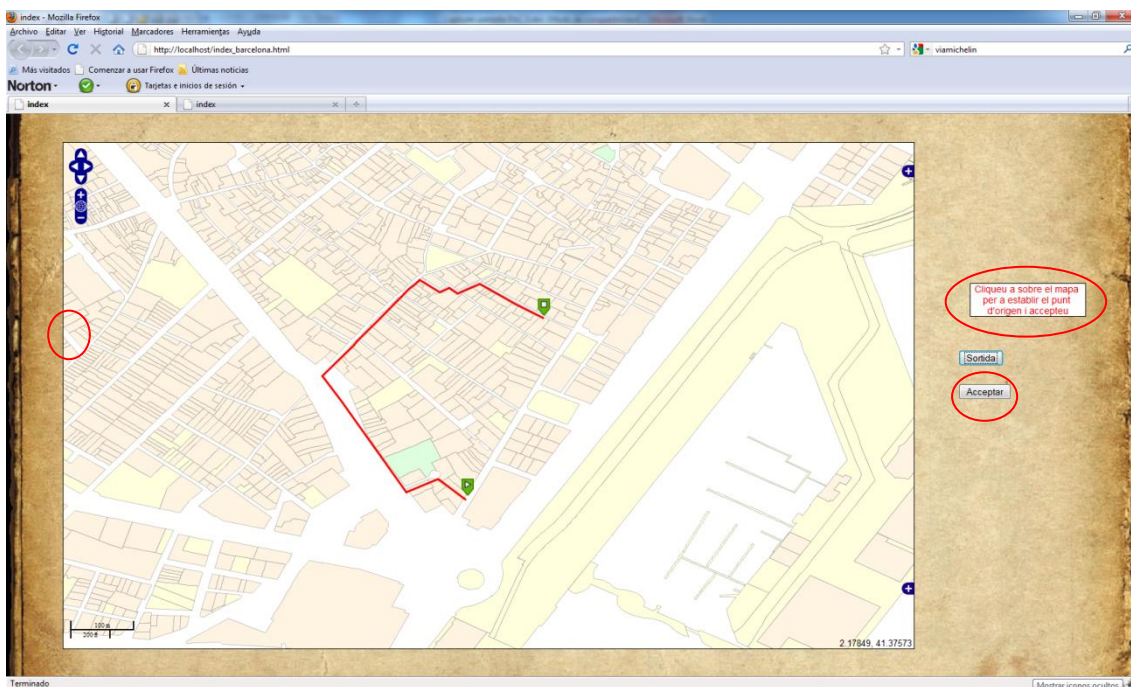 index - Mozilla Firefox
Archivo Editar Ver Historial Marcadores Herramientas Ayuda
http://localhost/index_barcelona.html
viamichelin
Más visitados Comenzar a usar Firefox Últimas noticias
Norton Tarjetas e inicios de sesión
index index
Cliqueu a sobre el mapa
per a establir el punt
d'origen i accepteu
Sortida
Acceptar
100 m
200 ft
2.17849, 41.37573
Terminado
Mostrar iconos ocultos